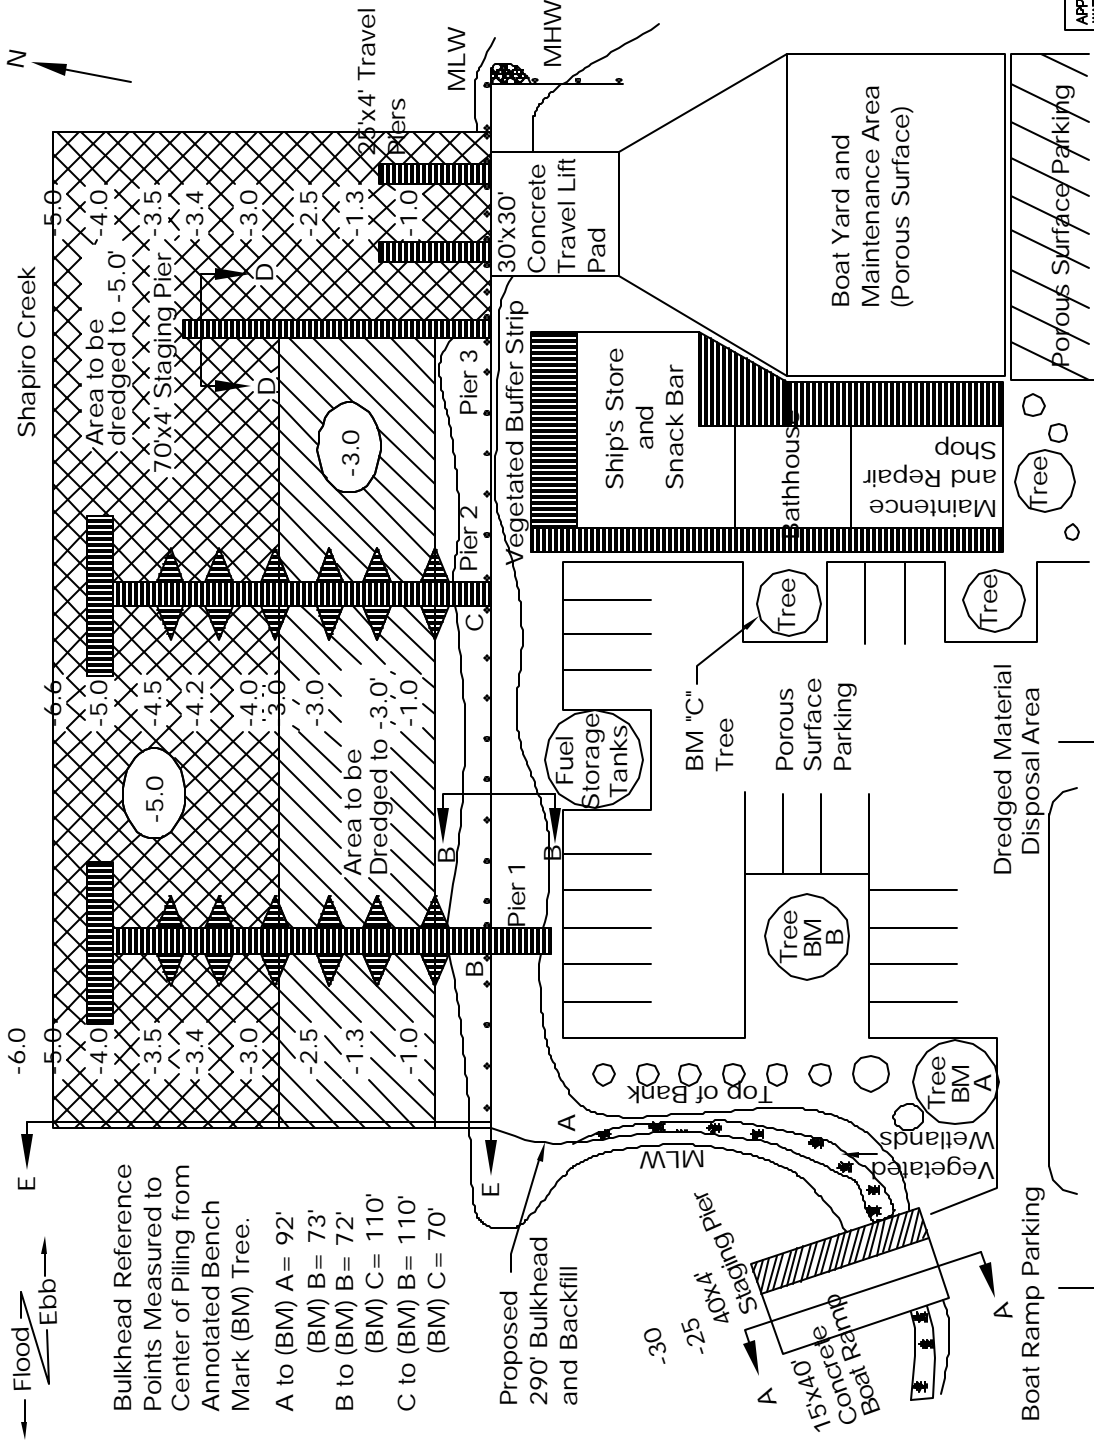 Flood
Ebb
N
Shapiro Creek
E
E
Bulkhead Reference
Points Measured to
Center of Piling from
Annotated Bench
Mark (BM) Tree.
A to (BM) A= 92'
(BM) B= 73'
B to (BM) B= 72'
(BM) C= 110'
C to (BM) B= 110'
(BM) C= 70'
-6.0
-5.0
-4.0
-3.5
-3.4
-3.0
-2.5
-1.3
-1.0
-5.0
-6.6
-5.0
-4.5
-4.2
-4.0
-3.0
-3.0
-1.0
Area to be
Dredged to -3.0'
Area to be
dredged to -5.0'
70'x4' Staging Pier
-3.0
D
D
-5.0
-4.0
-3.5
-3.4
-3.0
-2.5
-1.3
-1.0
25'x4' Travel
Piers
MLW
MHW
B
B
B
C
Pier 1
Pier 2
Pier 3
Vegetated Buffer Strip
30'x30'
Concrete
Travel Lift
Pad
Boat Yard and
Maintenance Area
(Porous Surface)
Porous Surface Parking
Ship's Store
and
Snack Bar
Bathhouse
Maintence
and Repair
Shop
Tree
Tree
Tree
BM "C"
Tree
Porous
Surface
Parking
Fuel
Storage
Tanks
Tree
BM
B
Dredged Material
Disposal Area
Proposed
290' Bulkhead
and Backfill
A
Top of Bank
MLW
Vegetated
Wetlands
Tree
BM
A
-30
-25
40'x4'
Staging Pier
15'x40'
Concrete
Boat Ramp
A
A
Boat Ramp Parking